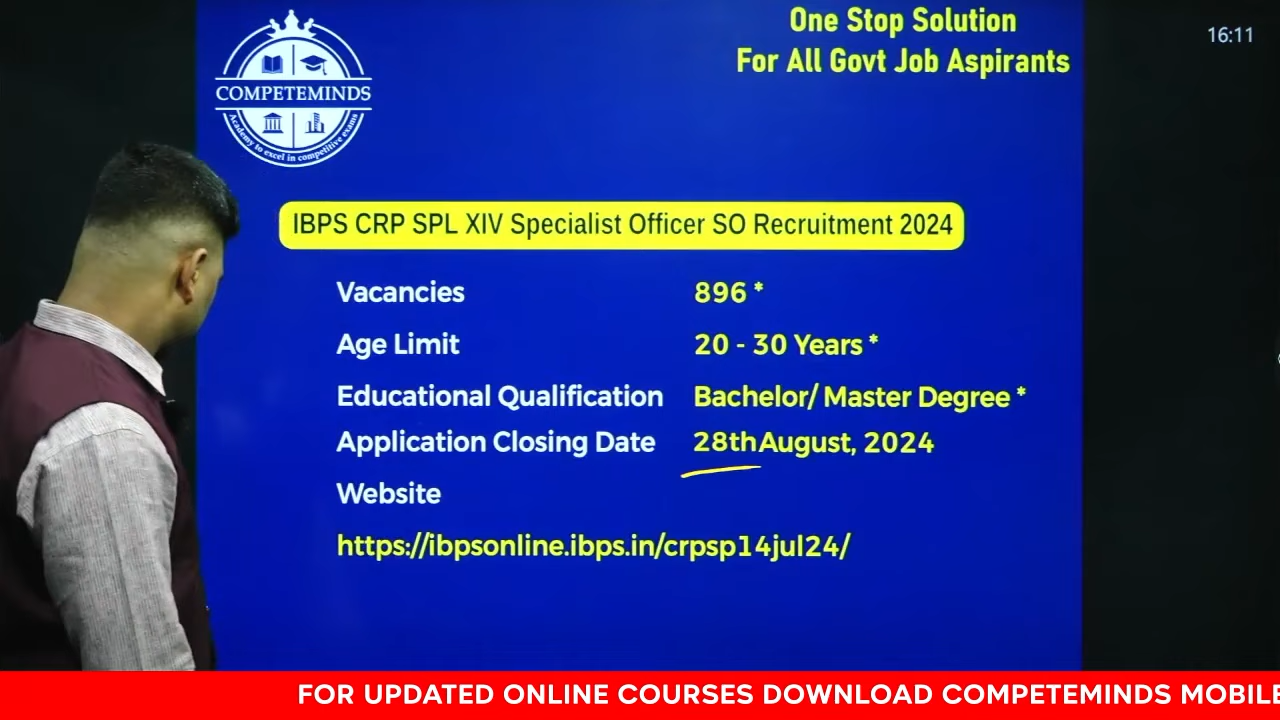 One Stop Solution
For All Govt Job Aspirants
16:11
COMPETEMINDS
Academy to excel in competitive exams
IBPS CRP SPL XIV Specialist Officer SO Recruitment 2024
Vacancies 896 *
Age Limit 20 - 30 Years *
Educational Qualification Bachelor/ Master Degree *
Application Closing Date 28thAugust, 2024
Website
https://ibpsonline.ibps.in/crpsp14jul24/
FOR UPDATED ONLINE COURSES DOWNLOAD COMPETEMINDS MOBILE